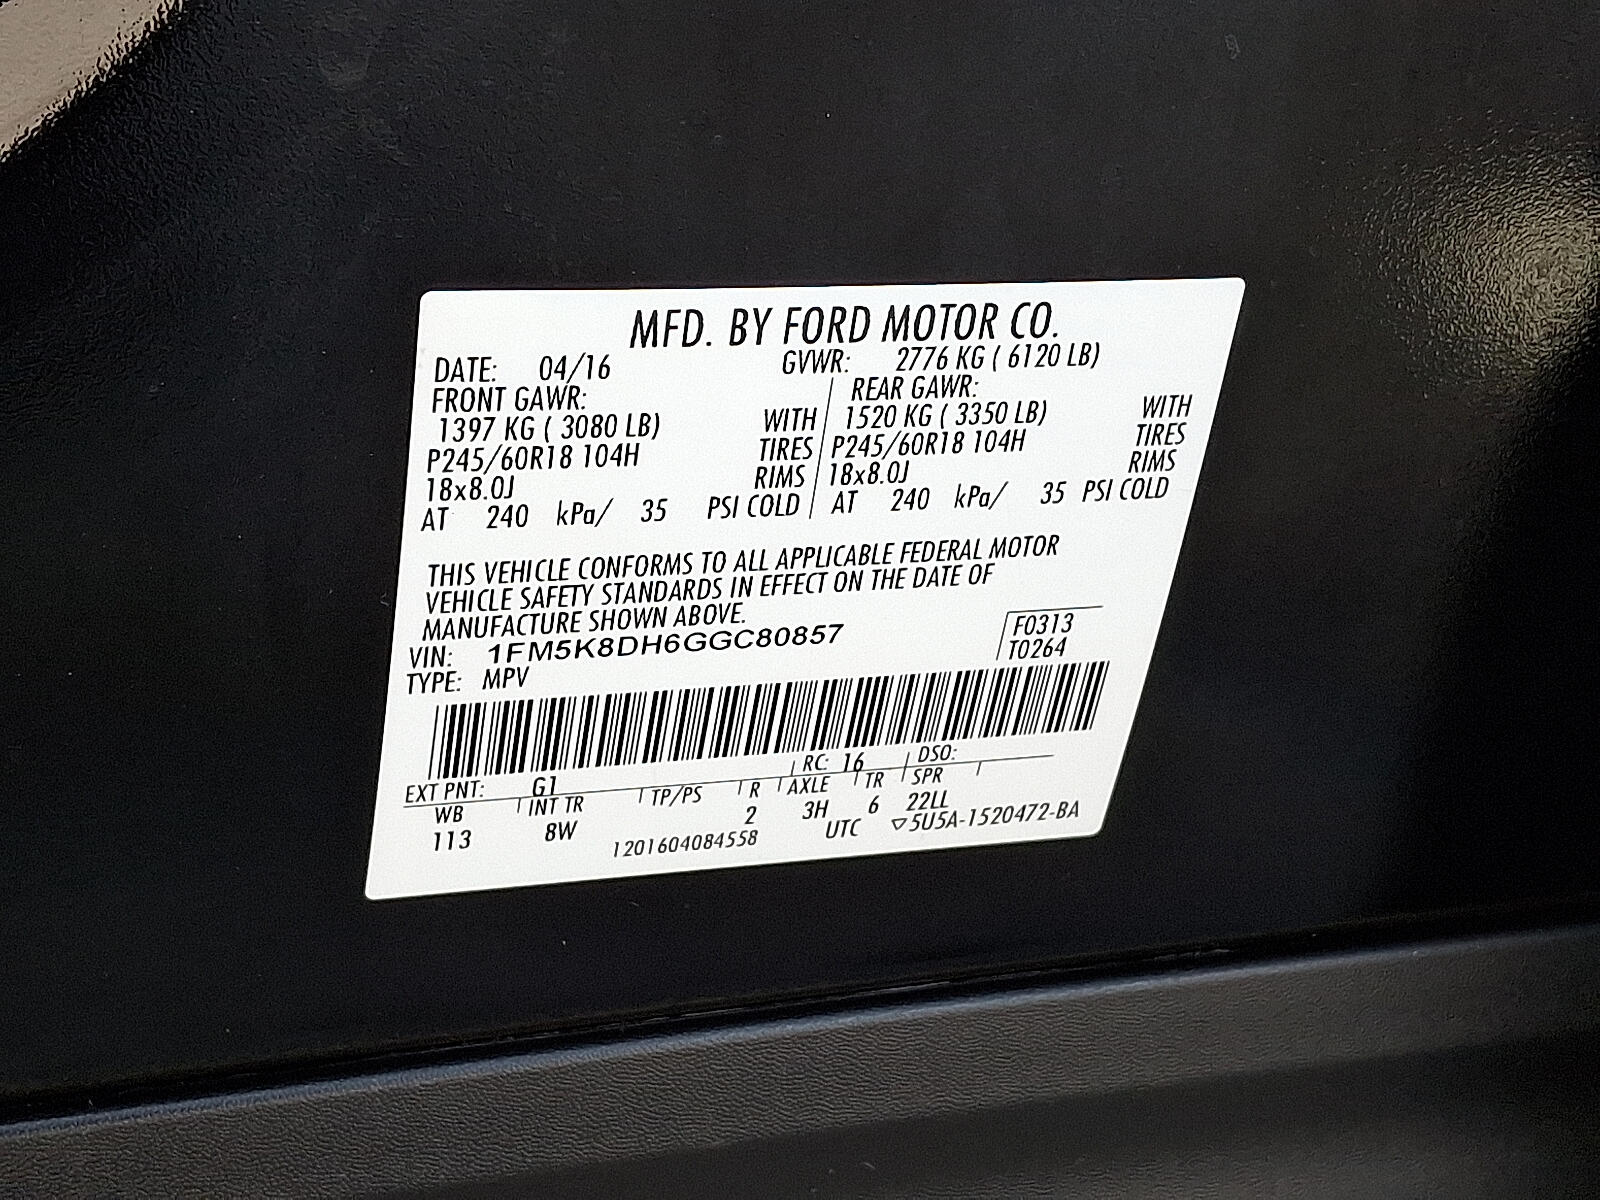 MFD. BY FORD MOTOR CO.
DATE: 04/16 GVWR: 2776 KG ( 6120 LB)
FRONT GAWR: REAR GAWR:
1397 KG ( 3080 LB) WITH 1520 KG ( 3350 LB) WITH
P245/60R18 104H TIRES P245/60R18 104H TIRES
18x8.0J RIMS 18x8.0J RIMS
AT 240 kPa/ 35 PSI COLD AT 240 kPa/ 35 PSI COLD
THIS VEHICLE CONFORMS TO ALL APPLICABLE FEDERAL MOTOR
VEHICLE SAFETY STANDARDS IN EFFECT ON THE DATE OF
MANUFACTURE SHOWN ABOVE.
VIN: 1FM5K8DH6GGC80857 F0313
TYPE: MPV T0264
EXT PNT: G1 RC: 16 DSO:
WB INT TR TP/PS R AXLE TR SPR
113 8W 2 3H 6 22LL
1201604084558 UTC ▽5U5A-1520472-BA